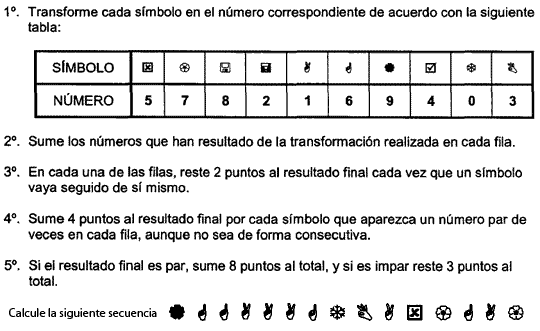 1º. Transforme cada símbolo en el número correspondiente de acuerdo con la siguiente
tabla:
SÍMBOLO
NÚMERO 5 7 8 2 1 6 9 4 0 3
2º. Sume los números que han resultado de la transformación realizada en cada fila.
3º. En cada una de las filas, reste 2 puntos al resultado final cada vez que un símbolo
vaya seguido de sí mismo.
4º. Sume 4 puntos al resultado final por cada símbolo que aparezca un número par de
veces en cada fila, aunque no sea de forma consecutiva.
5º. Si el resultado final es par, sume 8 puntos al total, y si es impar reste 3 puntos al
total.
Calcule la siguiente secuencia